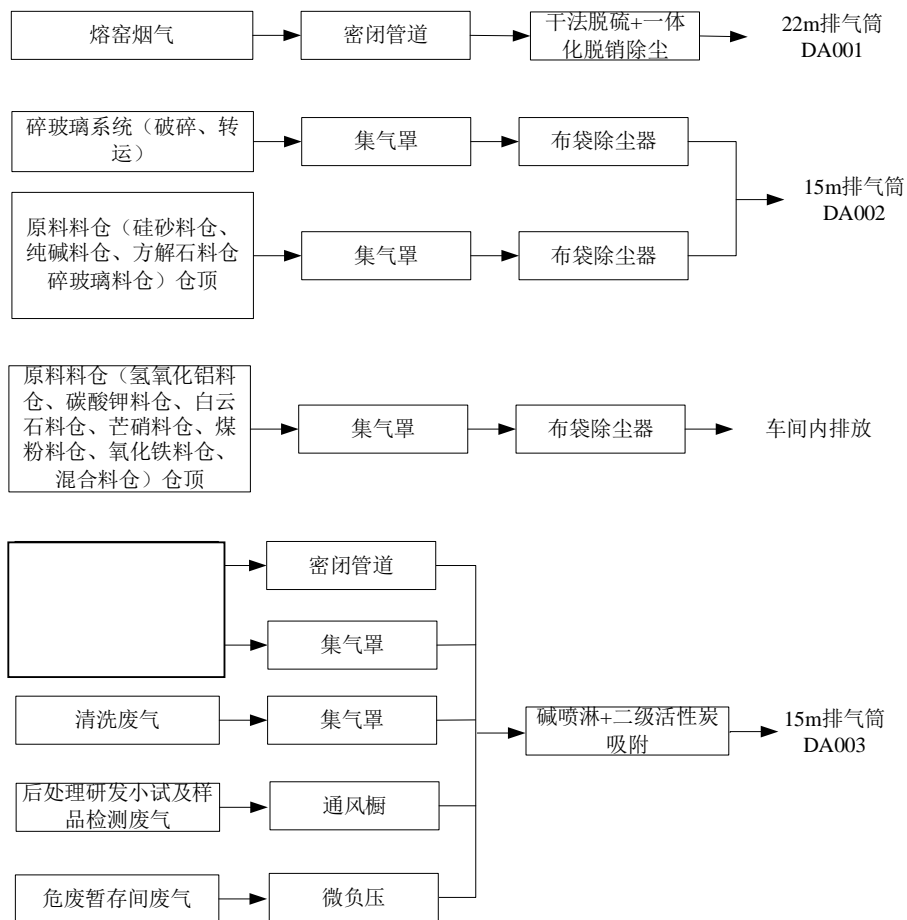 熔窑烟气
密闭管道
干法脱硫+一体
化脱销除尘
22m排气筒
DA001
碎玻璃系统（破碎、转
运）
集气罩
布袋除尘器
15m排气筒
DA002
原料料仓（硅砂料仓、
纯碱料仓、方解石料仓
碎玻璃料仓）仓顶
集气罩
布袋除尘器
原料料仓（氢氧化铝料
仓、碳酸钾料仓、白云
石料仓、芒硝料仓、煤
粉料仓、氧化铁料仓、
混合料仓）仓顶
集气罩
布袋除尘器
车间内排放
密闭管道
集气罩
清洗废气
集气罩
碱喷淋+二级活性炭
吸附
15m排气筒
DA003
后处理研发小试及样
品检测废气
通风橱
危废暂存间废气
微负压